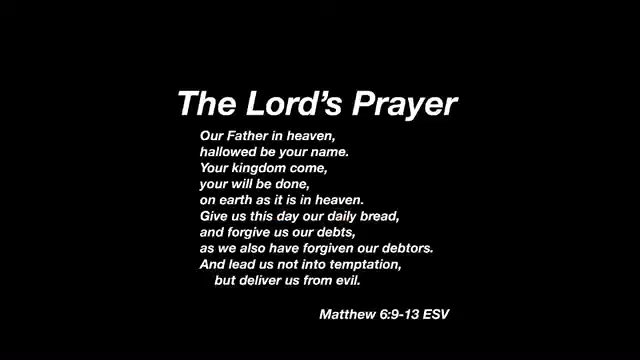 The Lord’s Prayer
Our Father in heaven,
hallowed be your name.
Your kingdom come,
your will be done,
on earth as it is in heaven.
Give us this day our daily bread,
and forgive us our debts,
as we also have forgiven our debtors.
And lead us not into temptation,
but deliver us from evil.
Matthew 6:9-13 ESV